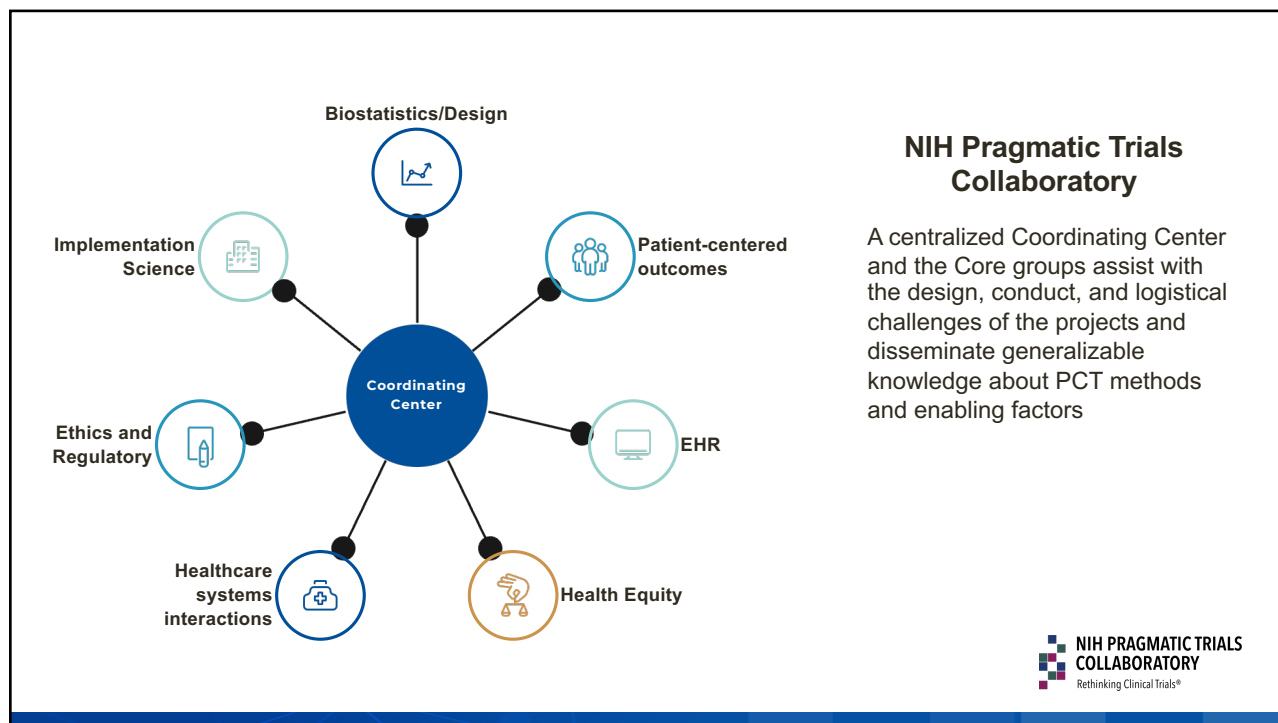 Biostatistics/Design
Implementation
Science
Patient-centered
outcomes
Coordinating
Center
Ethics and
Regulatory
EHR
Healthcare
systems
interactions
Health Equity
NIH Pragmatic Trials
Collaboratory
A centralized Coordinating Center
and the Core groups assist with
the design, conduct, and logistical
challenges of the projects and
disseminate generalizable
knowledge about PCT methods
and enabling factors
NIH PRAGMATIC TRIALS
COLLABORATORY
Rethinking Clinical Trials®